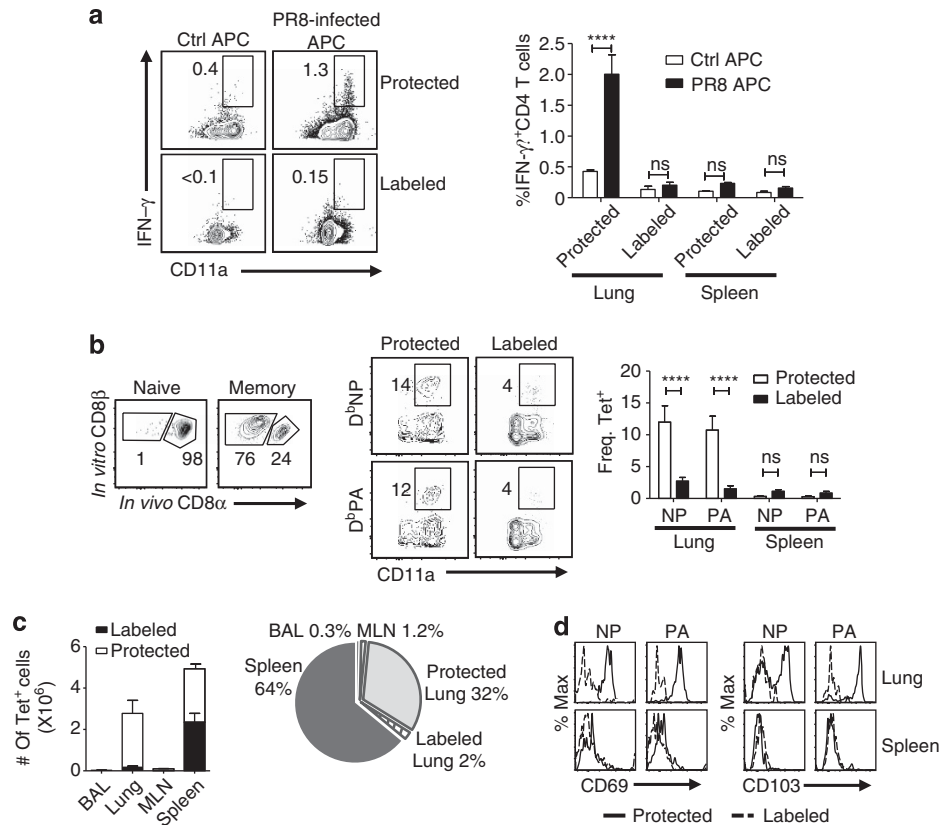 a
Ctrl APC
PR8-infected
APC
0.4
1.3
Protected
<0.1
0.15
Labeled
IFN–γ
CD11a
%IFN-γ?⁺CD4 T cells
2.5
2.0
1.5
1.0
0.5
0
****
ns
ns
ns
Ctrl APC
PR8 APC
Protected
Labeled
Protected
Labeled
Lung
Spleen
b
Naive
Memory
1
98
76
24
In vitro CD8β
In vivo CD8α
Protected
Labeled
DᵇNP
14
4
DᵇPA
12
4
CD11a
Freq. Tet⁺
20
15
10
5
0
****
****
ns
ns
Protected
Labeled
NP
PA
NP
PA
Lung
Spleen
c
Labeled
Protected
# Of Tet⁺ cells
(X10⁶)
6
4
2
0
BAL
Lung
MLN
Spleen
BAL 0.3%
MLN 1.2%
Spleen
64%
Protected
Lung 32%
Labeled
Lung 2%
d
NP
PA
NP
PA
Lung
Spleen
% Max
% Max
CD69
CD103
Protected
Labeled